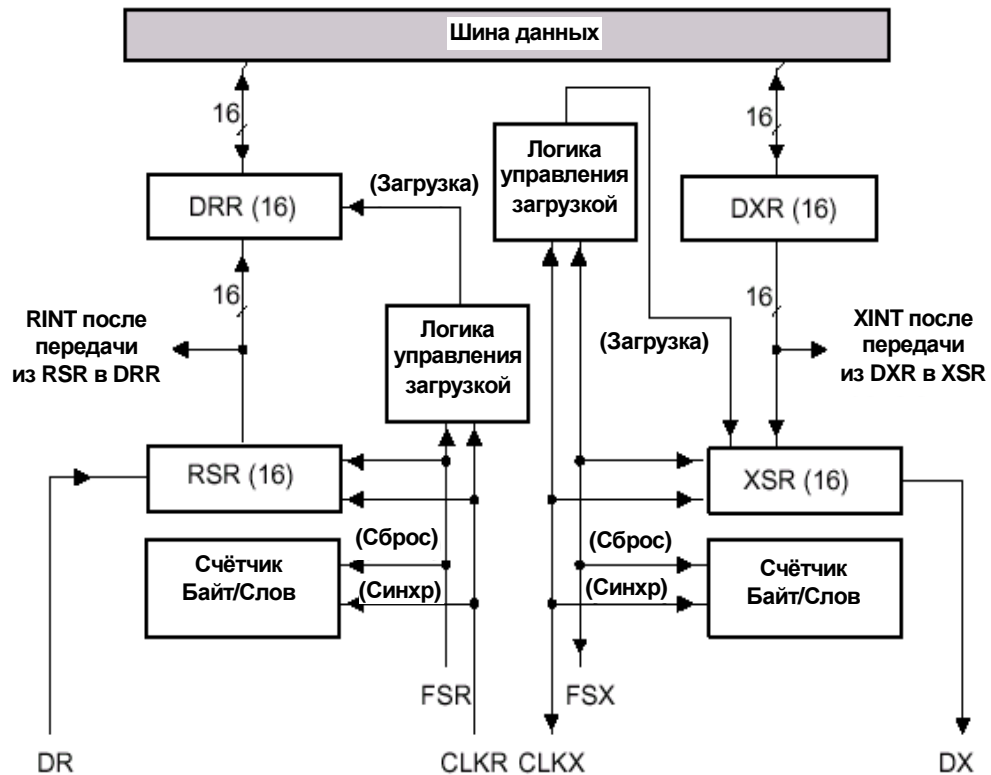 Шина данных
16
16
Логика
управления
загрузкой
(Загрузка)
DRR (16)
DXR (16)
16
16
RINT после
передачи
из RSR в DRR
Логика
управления
загрузкой
(Загрузка)
XINT после
передачи
из DXR в XSR
RSR (16)
XSR (16)
(Сброс)
(Сброс)
Счётчик
Байт/Слов
(Синхр)
(Синхр)
Счётчик
Байт/Слов
FSR
FSX
DR
CLKR
CLKX
DX